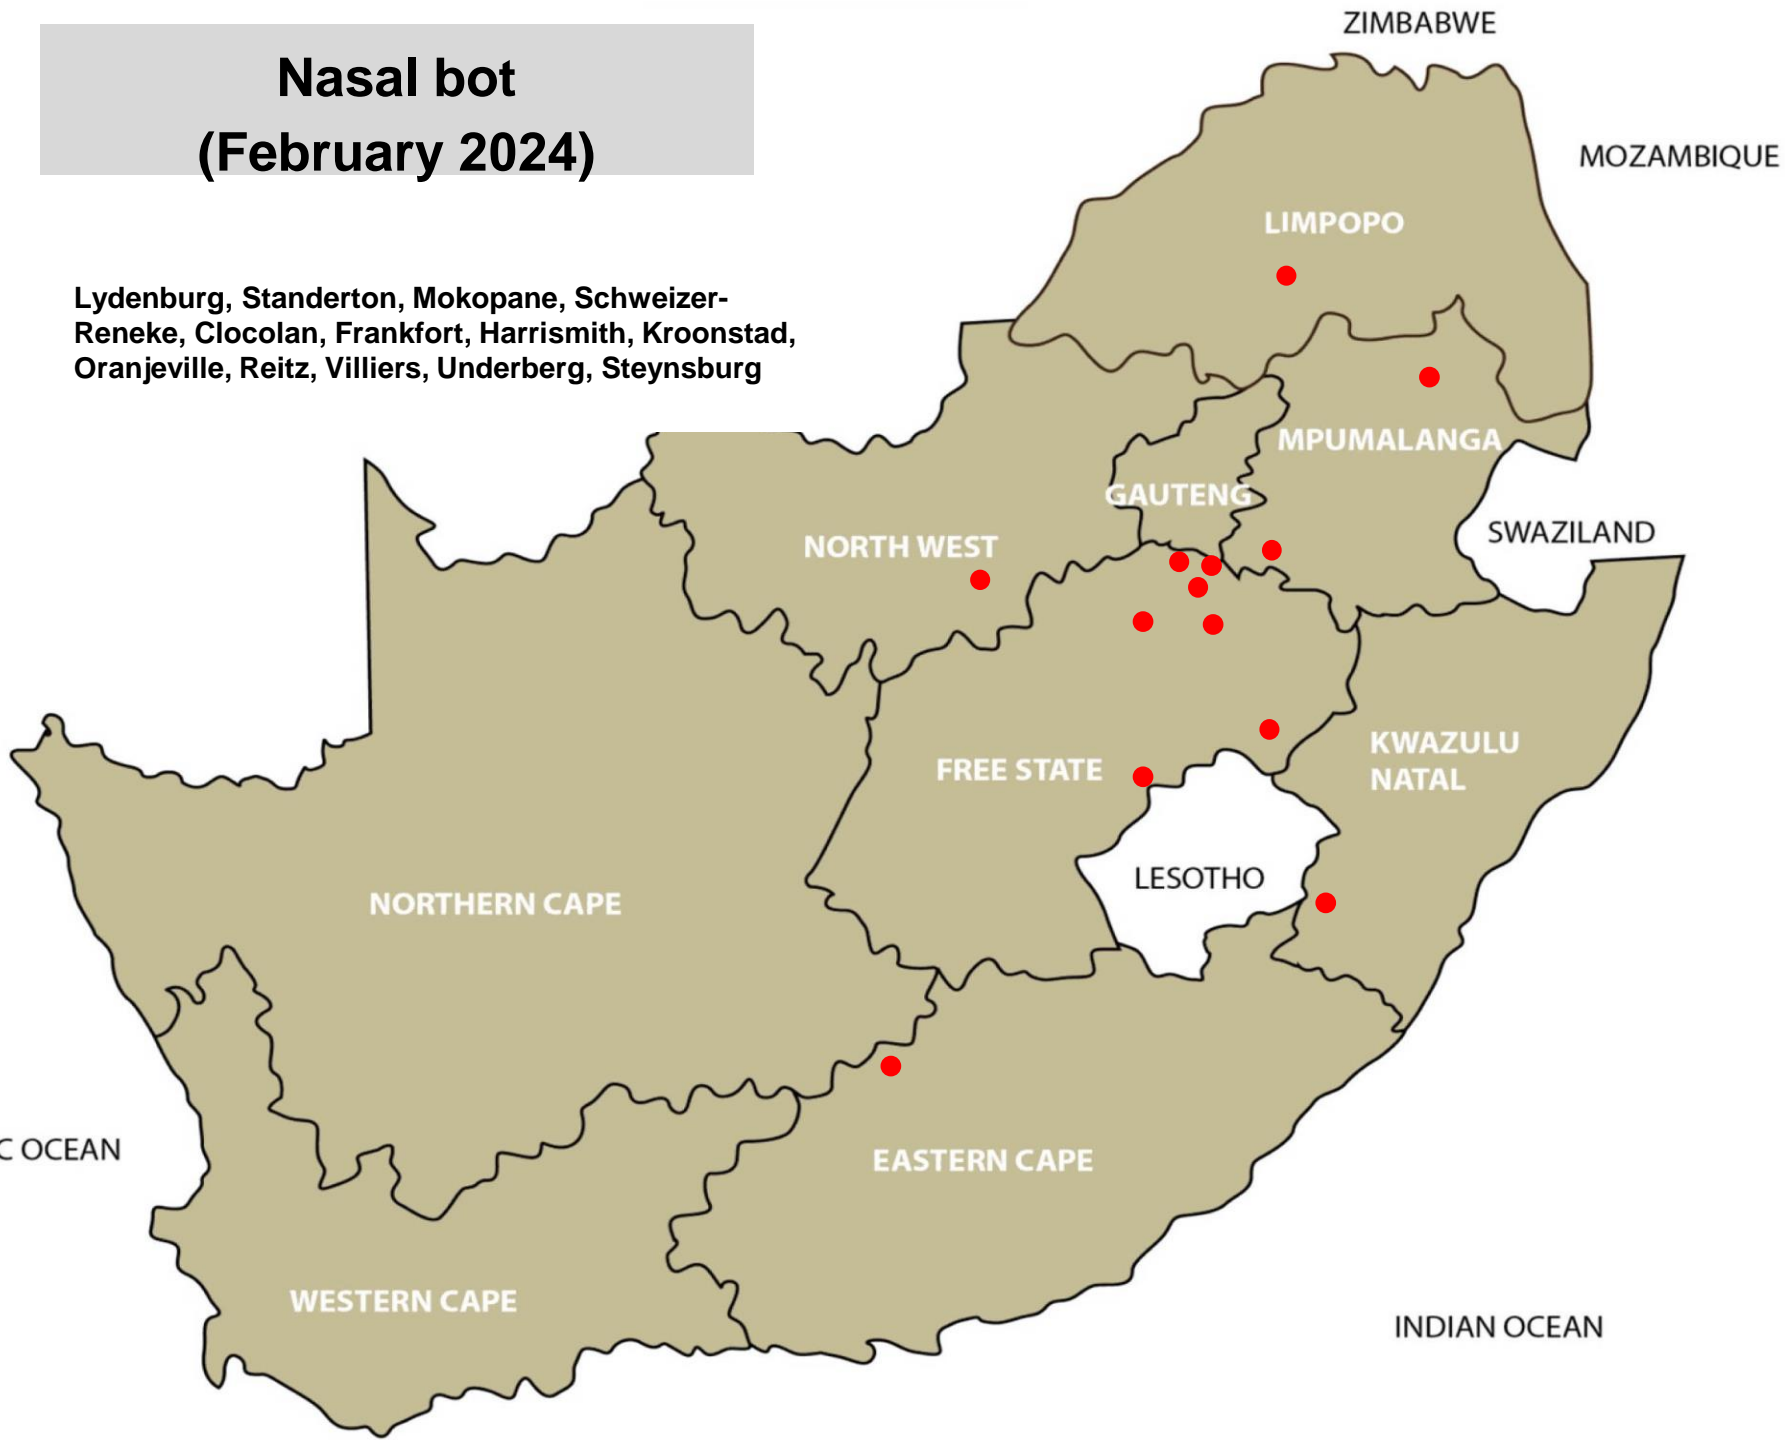 Nasal bot
(February 2024)
Lydenburg, Standerton, Mokopane, Schweizer-
Reneke, Clocolan, Frankfort, Harrismith, Kroonstad,
Oranjeville, Reitz, Villiers, Underberg, Steynsburg
ZIMBABWE
MOZAMBIQUE
LIMPOPO
MPUMALANGA
GAUTENG
SWAZILAND
NORTH WEST
KWAZULU
NATAL
FREE STATE
LESOTHO
NORTHERN CAPE
C OCEAN
EASTERN CAPE
WESTERN CAPE
INDIAN OCEAN